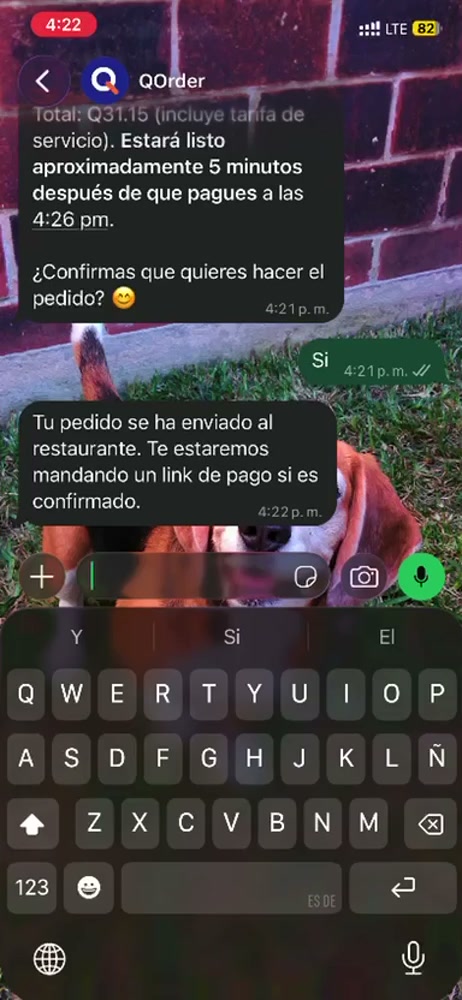 4:22
LTE 82
QOrder
Total: Q31.15 (incluye tarifa de
servicio). Estará listo
aproximadamente 5 minutos
después de que pagues a las
4:26 pm.
¿Confirmas que quieres hacer el
pedido? 😊
4:21 p. m.
Si
4:21 p. m.
Tu pedido se ha enviado al
restaurante. Te estaremos
mandando un link de pago si es
confirmado.
4:22 p. m.
Y Si El
Q W E R T Y U I O P
A S D F G H J K L Ñ
Z X C V B N M
123
ES DE